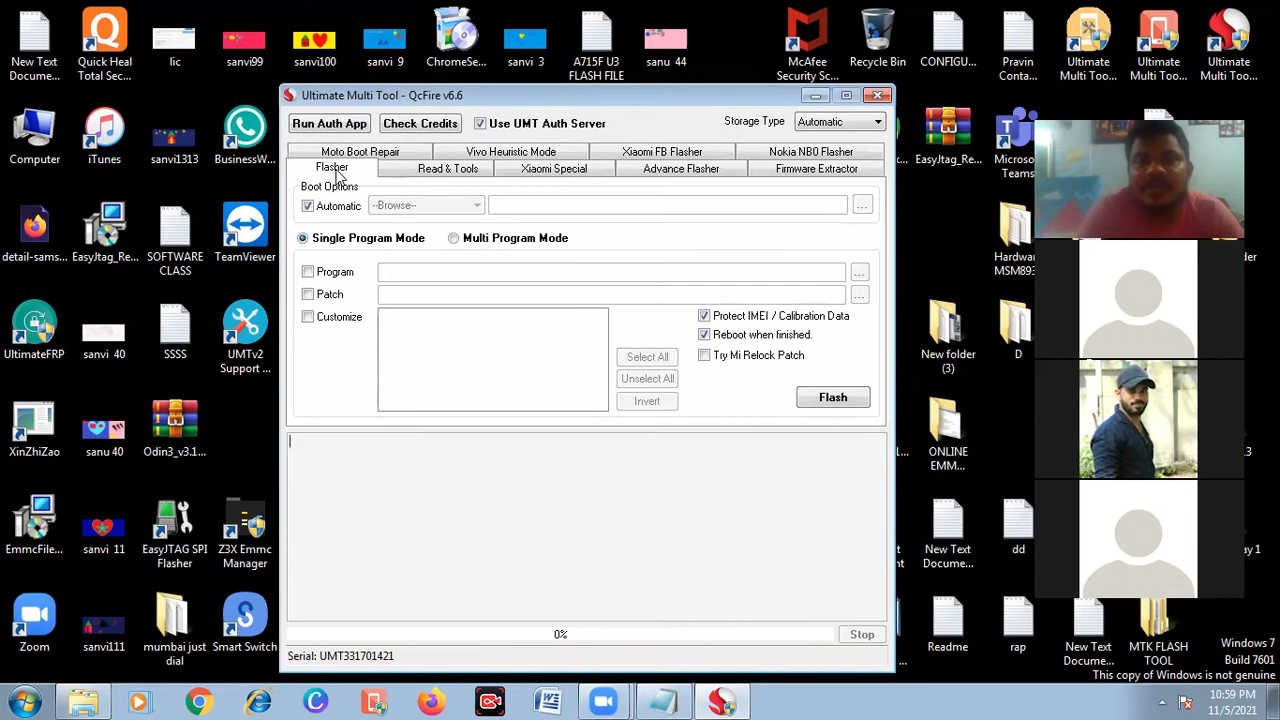 New Text
Docume...
Quick Heal
Total Sec...
lic
sanvi99
sanvi100
sanvi 9
ChromeSe...
sanvi 3
A715F U3
FLASH FILE
sanu 44
McAfee
Security Sc...
Recycle Bin
CONFIGU...
Pravin
Conta...
Ultimate
Multi Too...
Ultimate
Multi Too...
Ultimate
Multi Too...
Computer
iTunes
sanvi1313
BusinessW...
EasyJtag_Re...
Microso
Teams
detail-sams...
EasyJtag_Re...
SOFTWARE
CLASS
TeamViewer
Hardwar
MSM893
der
UltimateFRP
sanvi 40
SSSS
UMTv2
Support ...
New folder
(3)
D
XinZhiZao
sanu 40
Odin3_v3.1...
ONLINE
EMM...
EmmcFile...
sanvi 11
EasyJTAG SPI
Flasher
Z3X Emmc
Manager
New Text
Docume...
dd
ay 1
Zoom
sanvi111
mumbai just
dial
Smart Switch
Readme
rap
New Text
Docume...
MTK FLASH
TOOL
Ultimate Multi Tool - QcFire v6.6
Run Auth App
Check Credits
Use UMT Auth Server
Storage Type
Automatic
Moto Boot Repair
Vivo Heuristic Mode
Xiaomi FB Flasher
Nokia NB0 Flasher
Flasher
Read & Tools
Xiaomi Special
Advance Flasher
Firmware Extractor
Boot Options
Automatic
--Browse--
...
Single Program Mode
Multi Program Mode
Program
...
Patch
...
Customize
Protect IMEI / Calibration Data
Reboot when finished.
Try Mi Relock Patch
Select All
Unselect All
Invert
Flash
0%
Stop
Serial: UMT331701421
Windows 7
Build 7601
This copy of Windows is not genuine
10:59 PM
11/5/2021